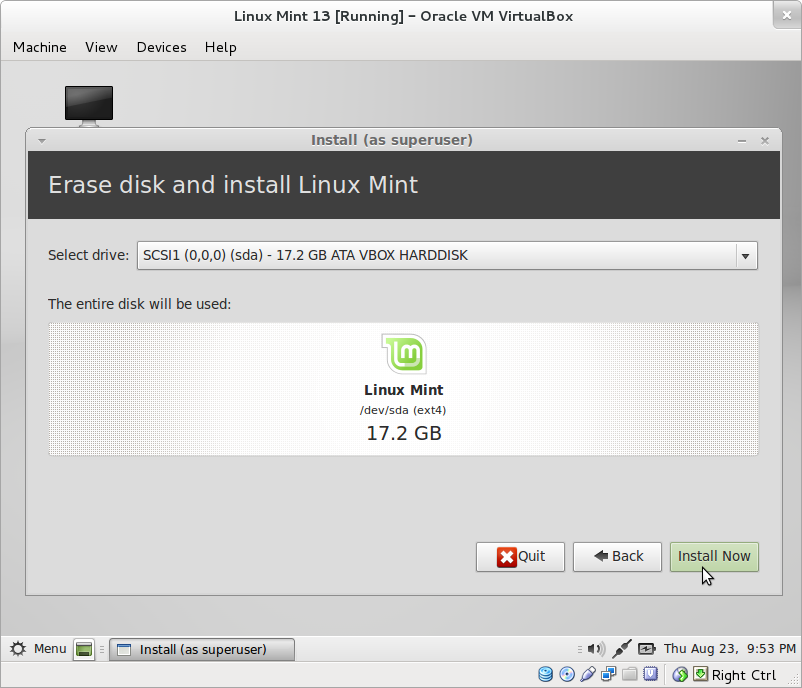 Linux Mint 13 [Running] – Oracle VM VirtualBox
Machine View Devices Help
Install (as superuser)
Erase disk and install Linux Mint
Select drive: SCSI1 (0,0,0) (sda) - 17.2 GB ATA VBOX HARDDISK
The entire disk will be used:
lm
Linux Mint
/dev/sda (ext4)
17.2 GB
Quit Back Install Now
Menu Install (as superuser) Thu Aug 23, 9:53 PM
Right Ctrl